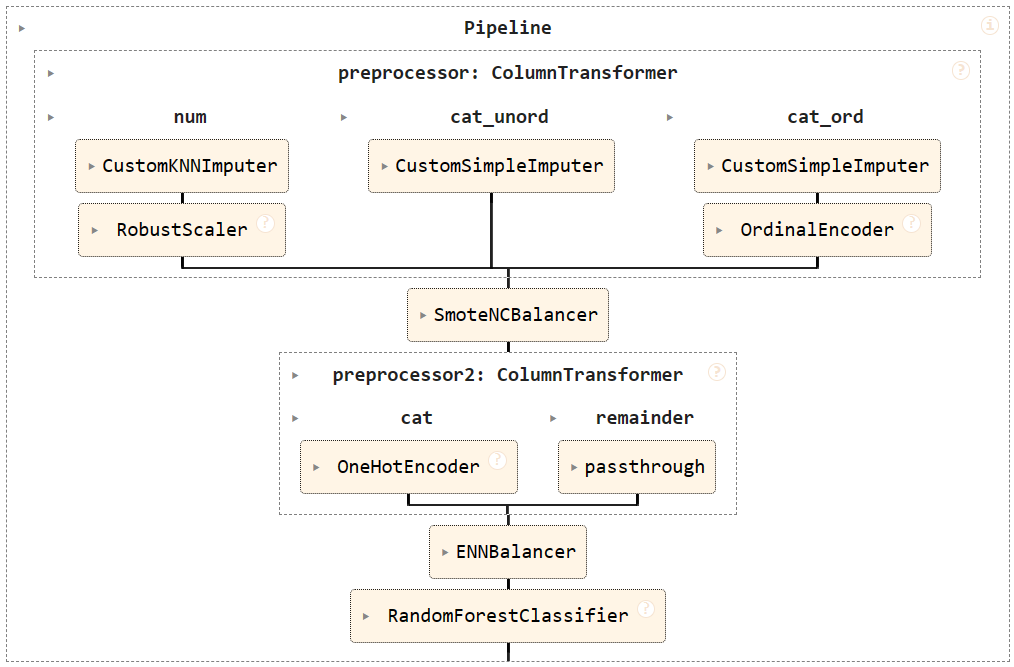 Pipeline
i
preprocessor: ColumnTransformer
?
num
cat_unord
cat_ord
CustomKNNImputer
CustomSimpleImputer
CustomSimpleImputer
RobustScaler
?
OrdinalEncoder
?
SmoteNCBalancer
preprocessor2: ColumnTransformer
?
cat
remainder
OneHotEncoder
?
passthrough
ENNBalancer
RandomForestClassifier
?